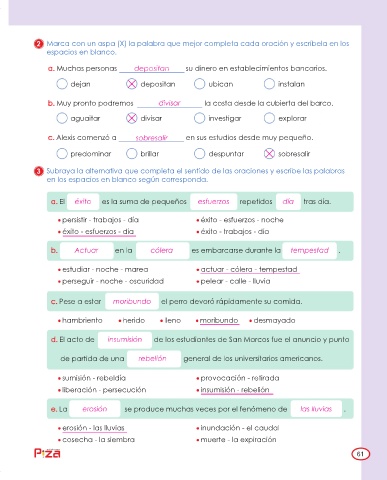 2 Marca con un aspa (X) la palabra que mejor completa cada oración y escríbela en los
espacios en blanco.
a. Muchas personas depositan su dinero en establecimientos bancarios.
dejan depositan ubican instalan
b. Muy pronto podremos divisar la costa desde la cubierta del barco.
aguaitar divisar investigar explorar
c. Alexis comenzó a sobresalir en sus estudios desde muy pequeño.
predominar brillar despuntar sobresalir
3 Subraya la alternativa que completa el sentido de las oraciones y escribe las palabras
en los espacios en blanco según corresponda.
a. El éxito es la suma de pequeños esfuerzos repetidos día tras día.
• persistir - trabajos - día • éxito - esfuerzos - noche
• éxito - esfuerzos - día • éxito - trabajos - día
b. Actuar en la cólera es embarcarse durante la tempestad .
• estudiar - noche - marea • actuar - cólera - tempestad
• perseguir - noche - oscuridad • pelear - calle - lluvia
c. Pese a estar moribundo el perro devoró rápidamente su comida.
• hambriento • herido • lleno • moribundo • desmayado
d. El acto de insumisión de los estudiantes de San Marcos fue el anuncio y punto
de partida de una rebelión general de los universitarios americanos.
• sumisión - rebeldía • provocación - retirada
• liberación - persecución • insumisión - rebelión
e. La erosión se produce muchas veces por el fenómeno de las lluvias .
• erosión - las lluvias • inundación - el caudal
• cosecha - la siembra • muerte - la expiración
Pza
61